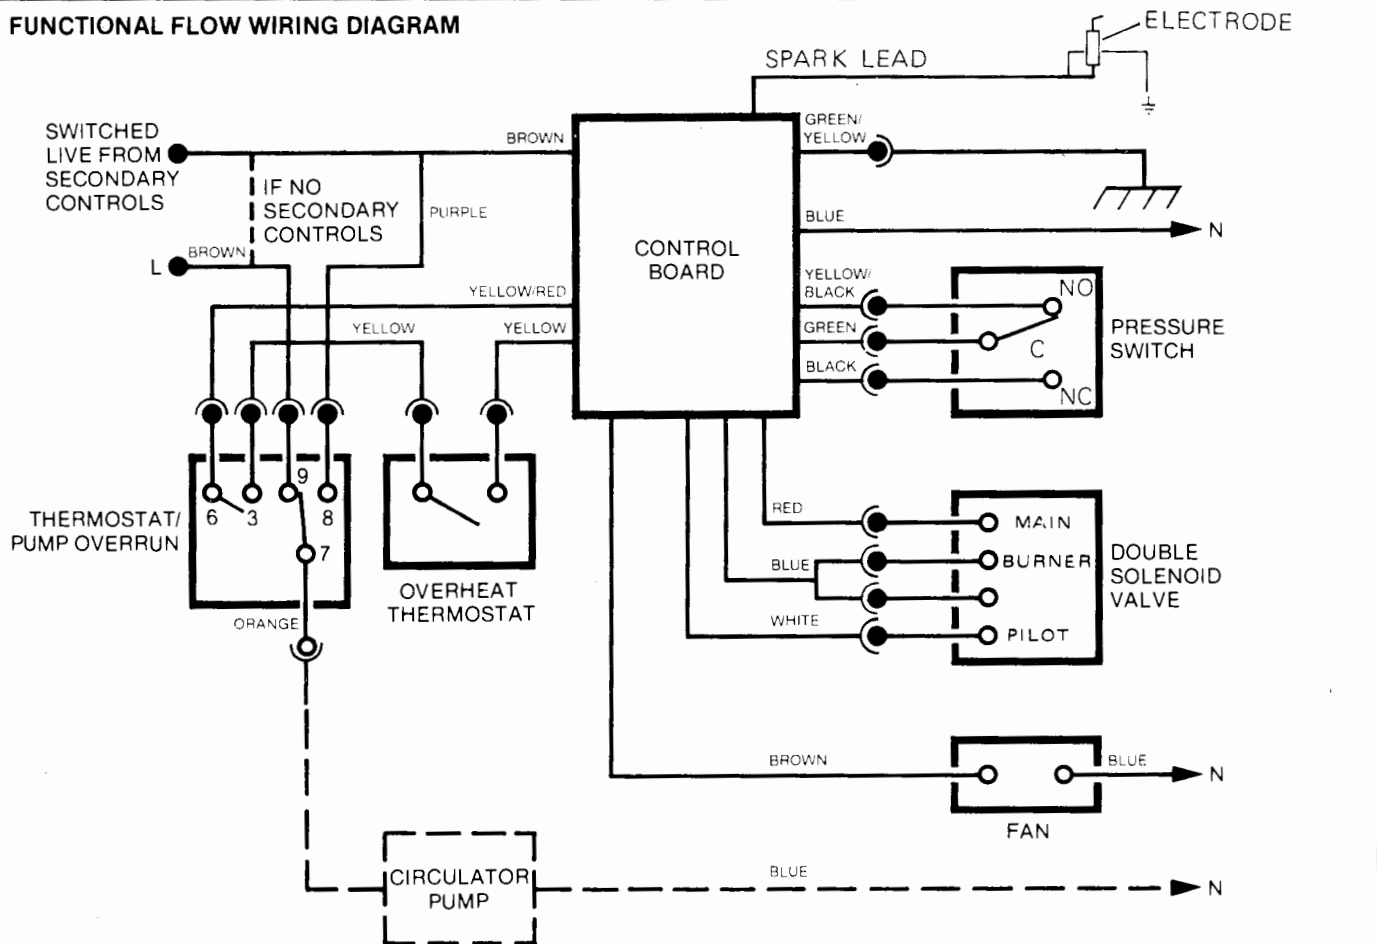 FUNCTIONAL FLOW WIRING DIAGRAM
ELECTRODE
SPARK LEAD
SWITCHED
LIVE FROM
SECONDARY
CONTROLS
BROWN
GREEN/
YELLOW
IF NO
SECONDARY
CONTROLS
PURPLE
BLUE
N
L
BROWN
CONTROL
BOARD
YELLOW/RED
YELLOW
YELLOW
YELLOW/
BLACK
GREEN
BLACK
NO
C
NC
PRESSURE
SWITCH
9
6
3
8
7
THERMOSTAT/
PUMP OVERRUN
OVERHEAT
THERMOSTAT
ORANGE
RED
BLUE
WHITE
MAIN
BURNER
PILOT
DOUBLE
SOLENOID
VALVE
BROWN
BLUE
N
FAN
CIRCULATOR
PUMP
BLUE
N